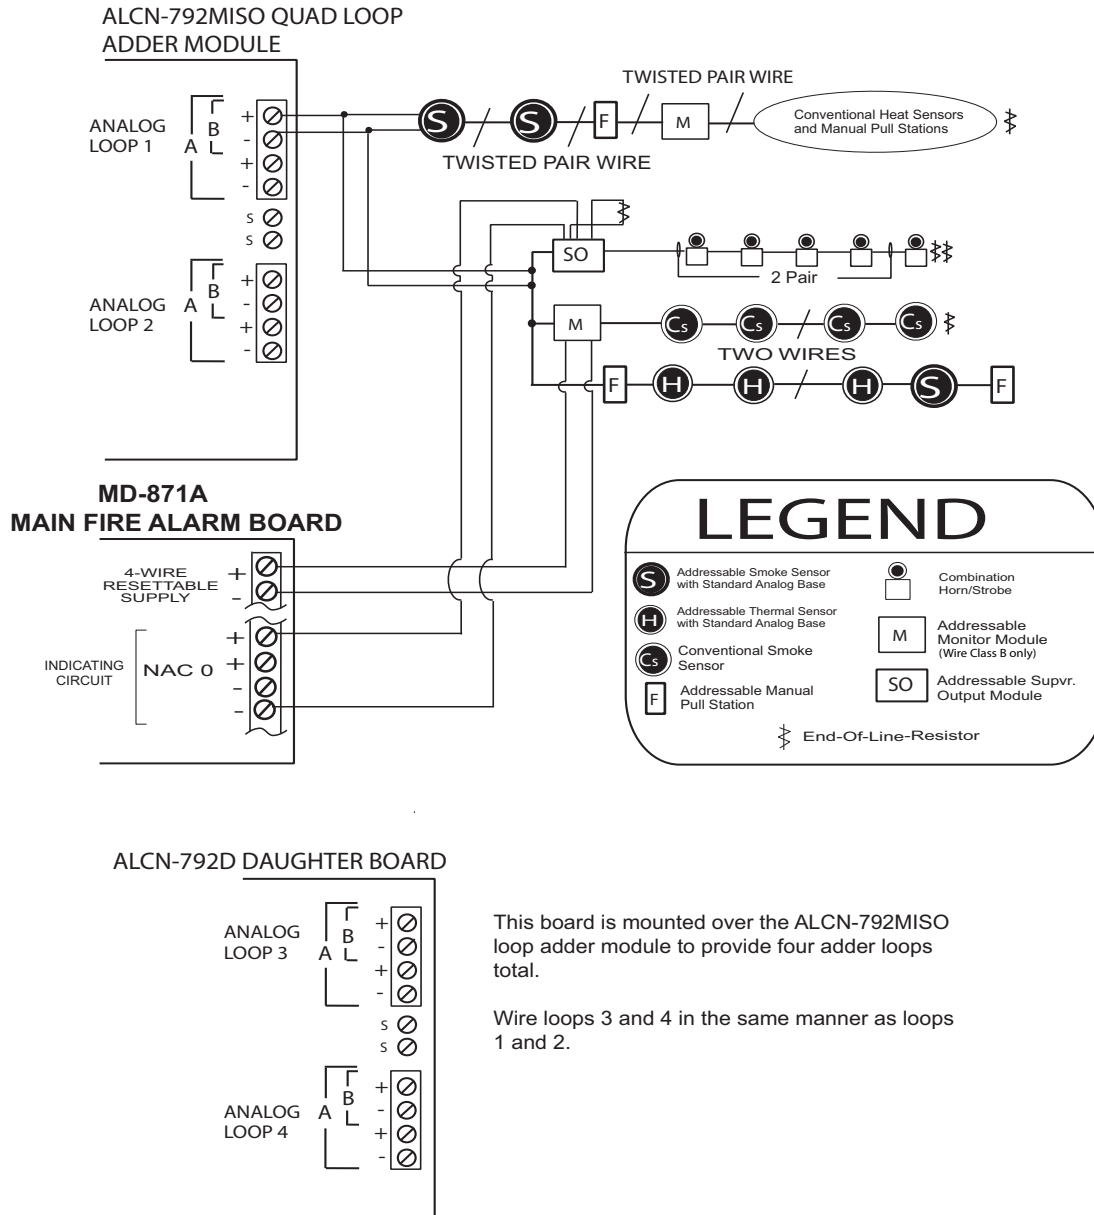 ALCN-792MISO QUAD LOOP
ADDER MODULE
ANALOG
LOOP 1
A
B
+
-
+
-
S
S
ANALOG
LOOP 2
A
B
+
-
+
-
TWISTED PAIR WIRE
S
S
F
M
Conventional Heat Sensors
and Manual Pull Stations
TWISTED PAIR WIRE
SO
2 Pair
M
Cs
Cs
Cs
Cs
TWO WIRES
F
H
H
H
S
F
MD-871A
MAIN FIRE ALARM BOARD
4-WIRE
RESETTABLE
SUPPLY
+
-
INDICATING
CIRCUIT
NAC 0
+
+
-
-
LEGEND
S
Addressable Smoke Sensor
with Standard Analog Base
H
Addressable Thermal Sensor
with Standard Analog Base
Cs
Conventional Smoke
Sensor
F
Addressable Manual
Pull Station
Combination
Horn/Strobe
M
Addressable
Monitor Module
(Wire Class B only)
SO
Addressable Supvr.
Output Module
End-Of-Line-Resistor
ALCN-792D DAUGHTER BOARD
ANALOG
LOOP 3
A
B
+
-
+
-
S
S
ANALOG
LOOP 4
A
B
+
-
+
-
This board is mounted over the ALCN-792MISO
loop adder module to provide four adder loops
total.
Wire loops 3 and 4 in the same manner as loops
1 and 2.